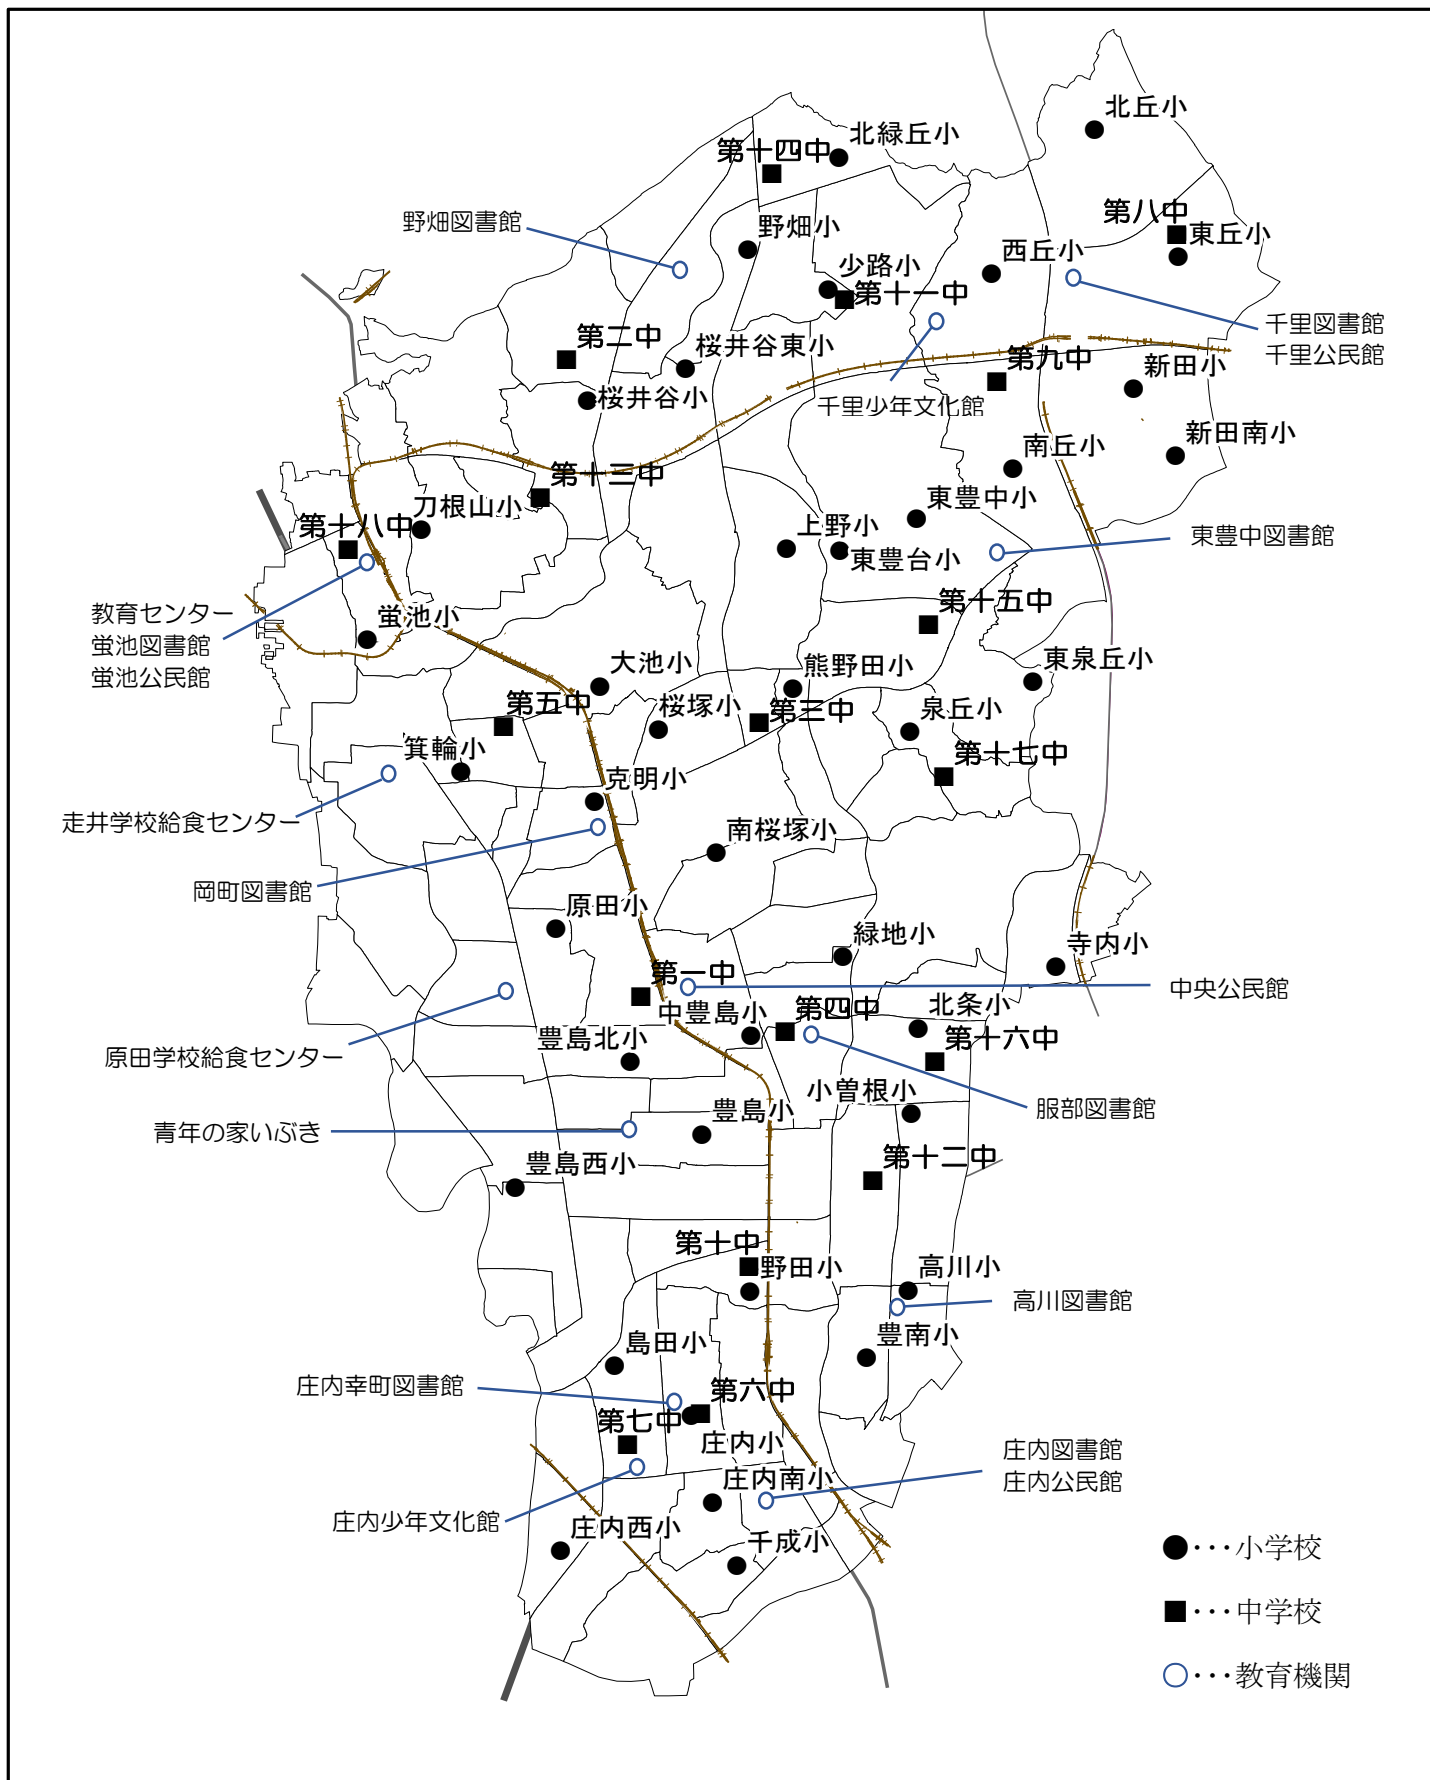 北丘小
北緑丘小
第十四中
第八中
野畑図書館
野畑小
東丘小
西丘小
少路小
第十一中
千里図書館
千里公民館
第二中
桜井谷東小
第九中
新田小
桜井谷小
千里少年文化館
新田南小
南丘小
第十三中
東豊中小
刀根山小
第十八中
上野小
東豊台小
東豊中図書館
教育センター
蛍池図書館
蛍池公民館
蛍池小
第十五中
大池小
熊野田小
東泉丘小
第五中
桜塚小
第三中
泉丘小
箕輪小
第十七中
克明小
走井学校給食センター
南桜塚小
岡町図書館
原田小
緑地小
寺内小
第一中
中央公民館
中豊島小
第四中
北条小
豊島北小
第十六中
原田学校給食センター
小曽根小
服部図書館
豊島小
青年の家いぶき
豊島西小
第十二中
第十中
野田小
高川小
高川図書館
島田小
豊南小
庄内幸町図書館
第六中
第七中
庄内小
庄内図書館
庄内公民館
庄内南小
庄内少年文化館
庄内西小
千成小
●・・・小学校
■・・・中学校
○・・・教育機関